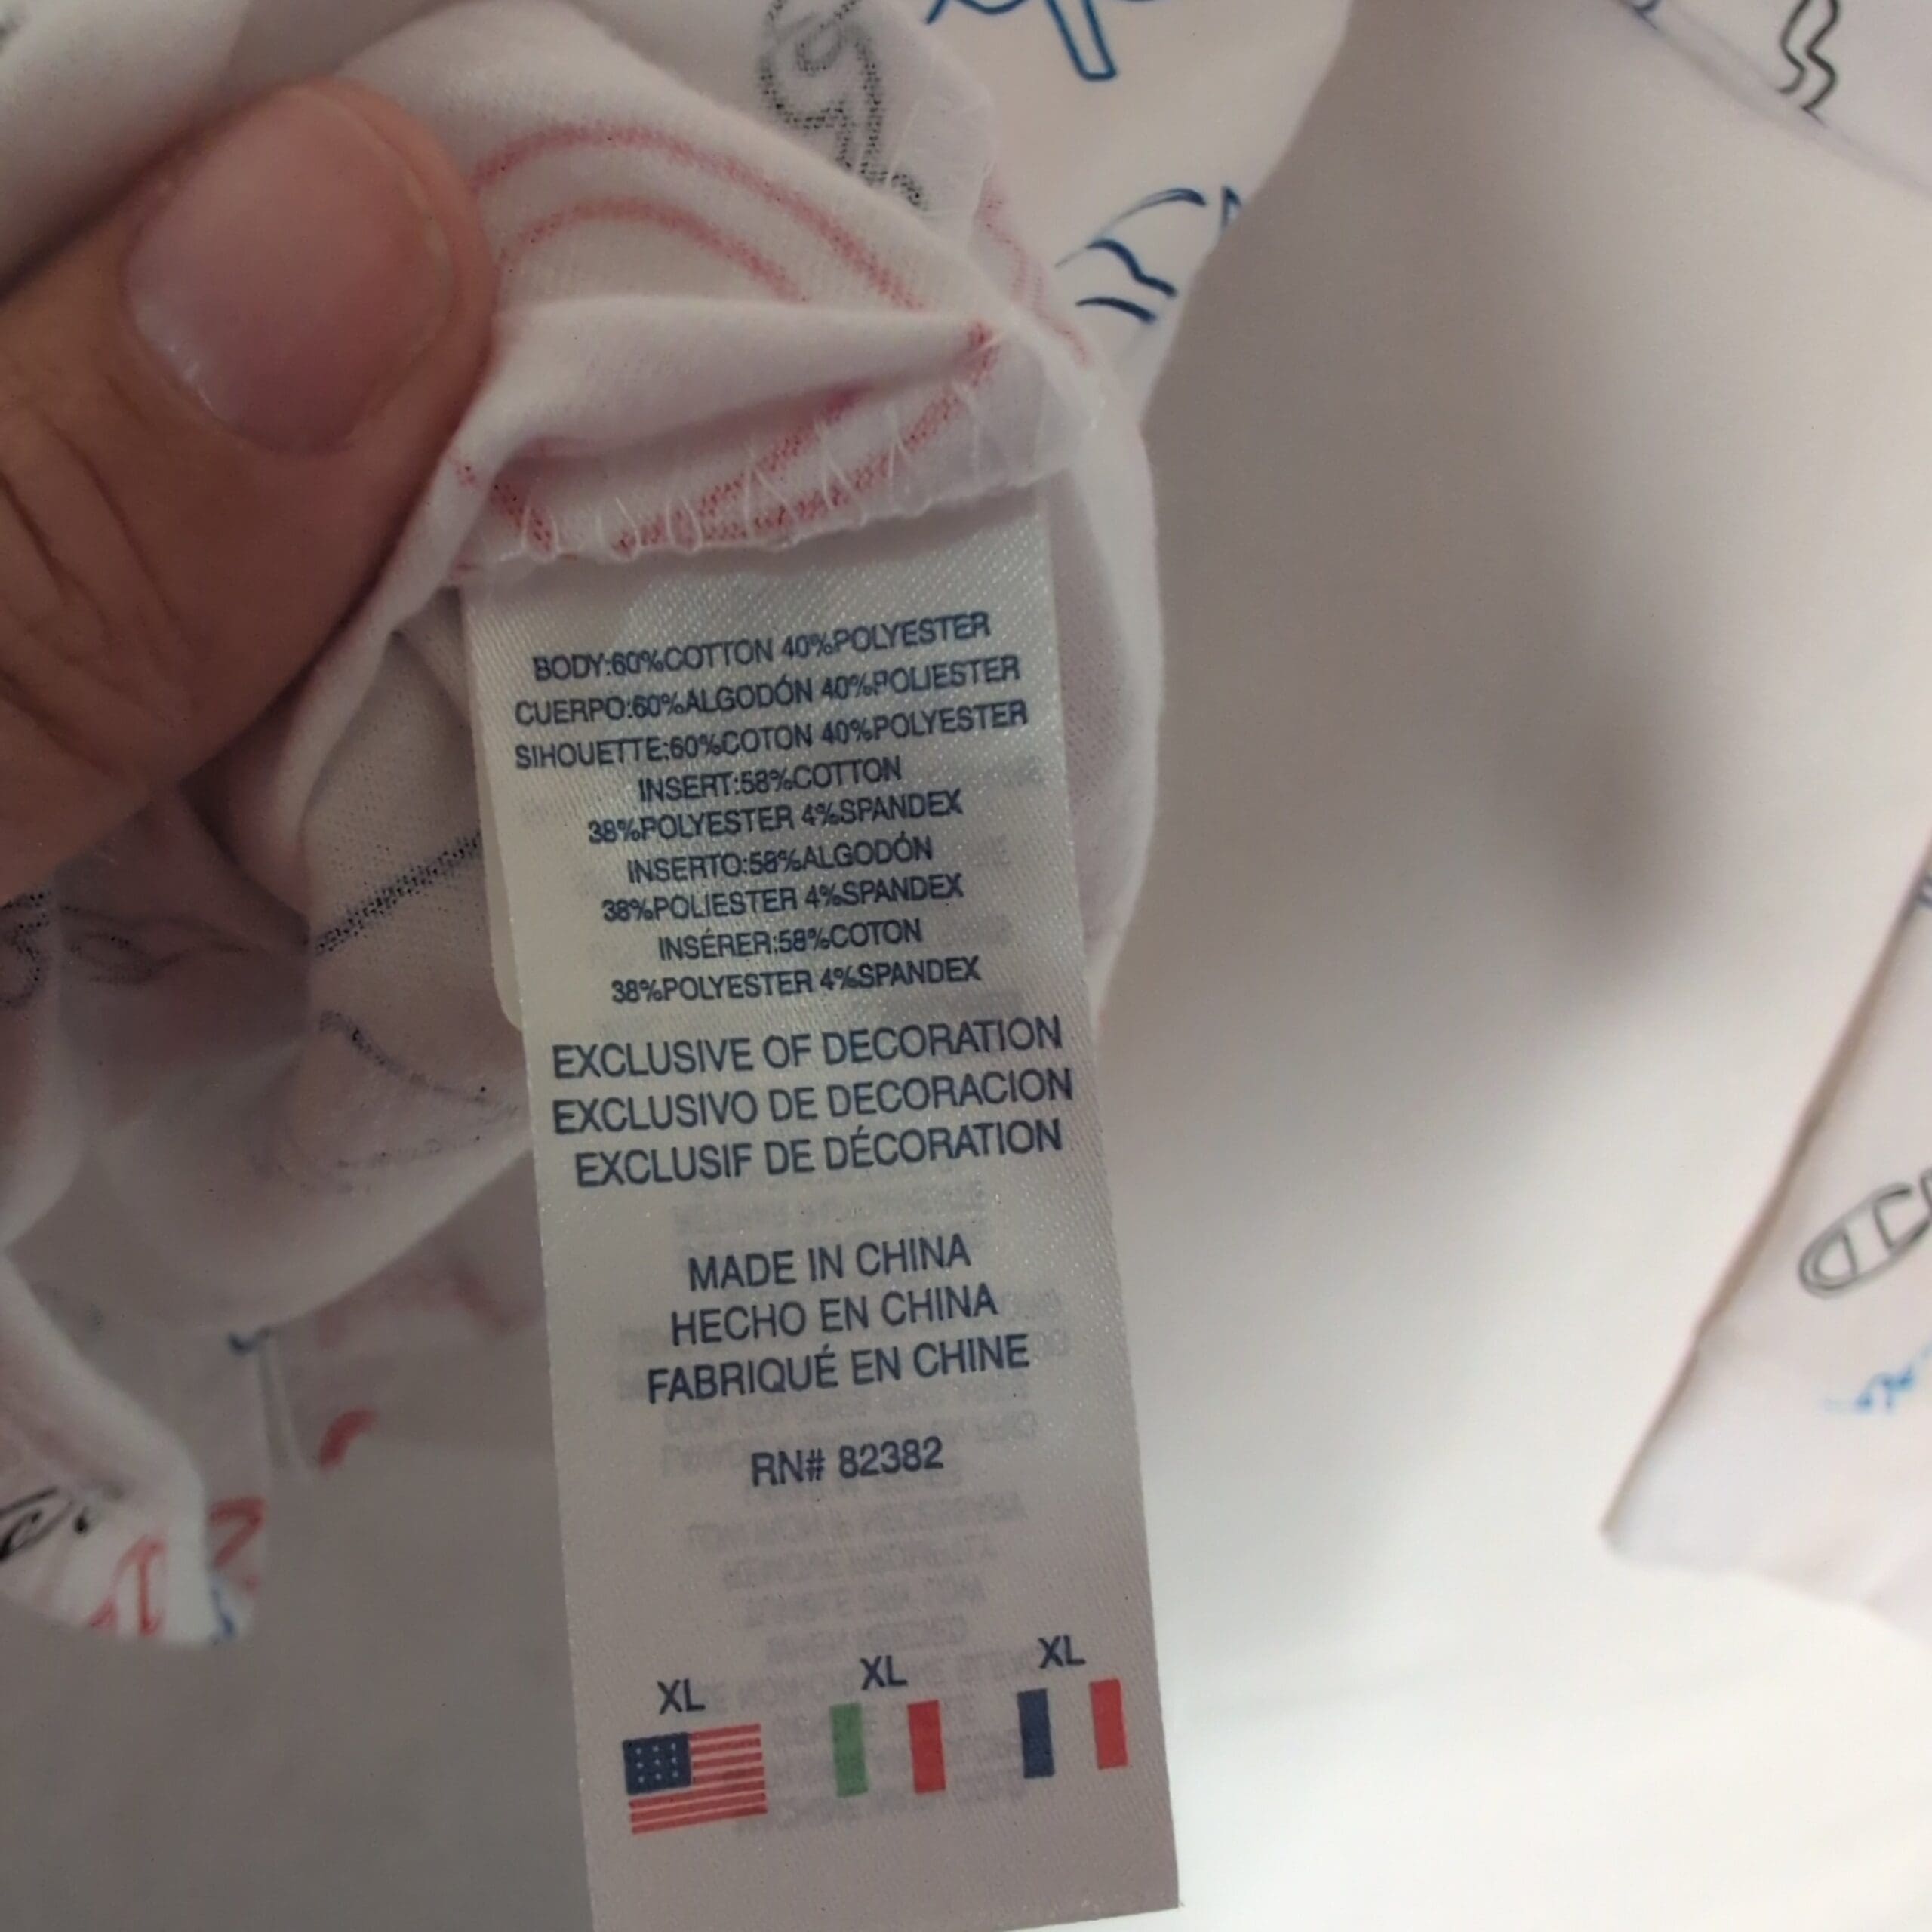 BODY:60%COTTON 40%POLYESTER
CUERPO:60%ALGODÓN 40%POLIESTER
SIHOUETTE:60%COTON 40%POLYESTER
INSERT:58%COTTON
38%POLYESTER 4%SPANDEX
INSERTO:58%ALGODÓN
38%POLIESTER 4%SPANDEX
INSÉRER:58%COTON
38%POLYESTER 4%SPANDEX
EXCLUSIVE OF DECORATION
EXCLUSIVO DE DECORACION
EXCLUSIF DE DÉCORATION
MADE IN CHINA
HECHO EN CHINA
FABRIQUÉ EN CHINE
RN# 82382
XL XL XL